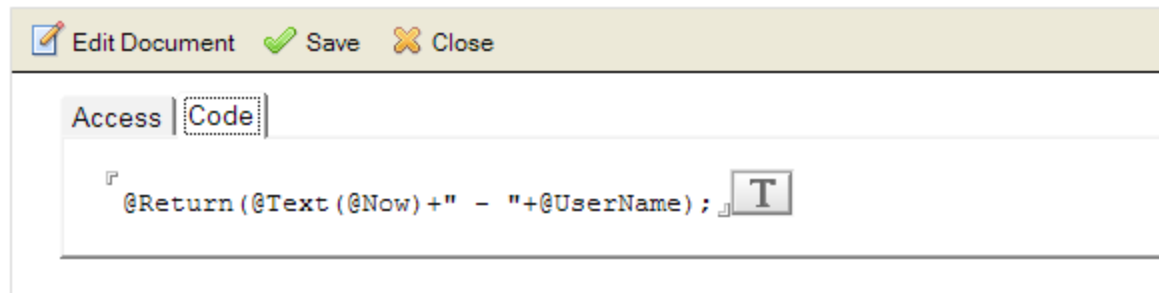 Edit Document Save Close
Access Code
@Return(@Text(@Now)+" - "+@UserName);
T